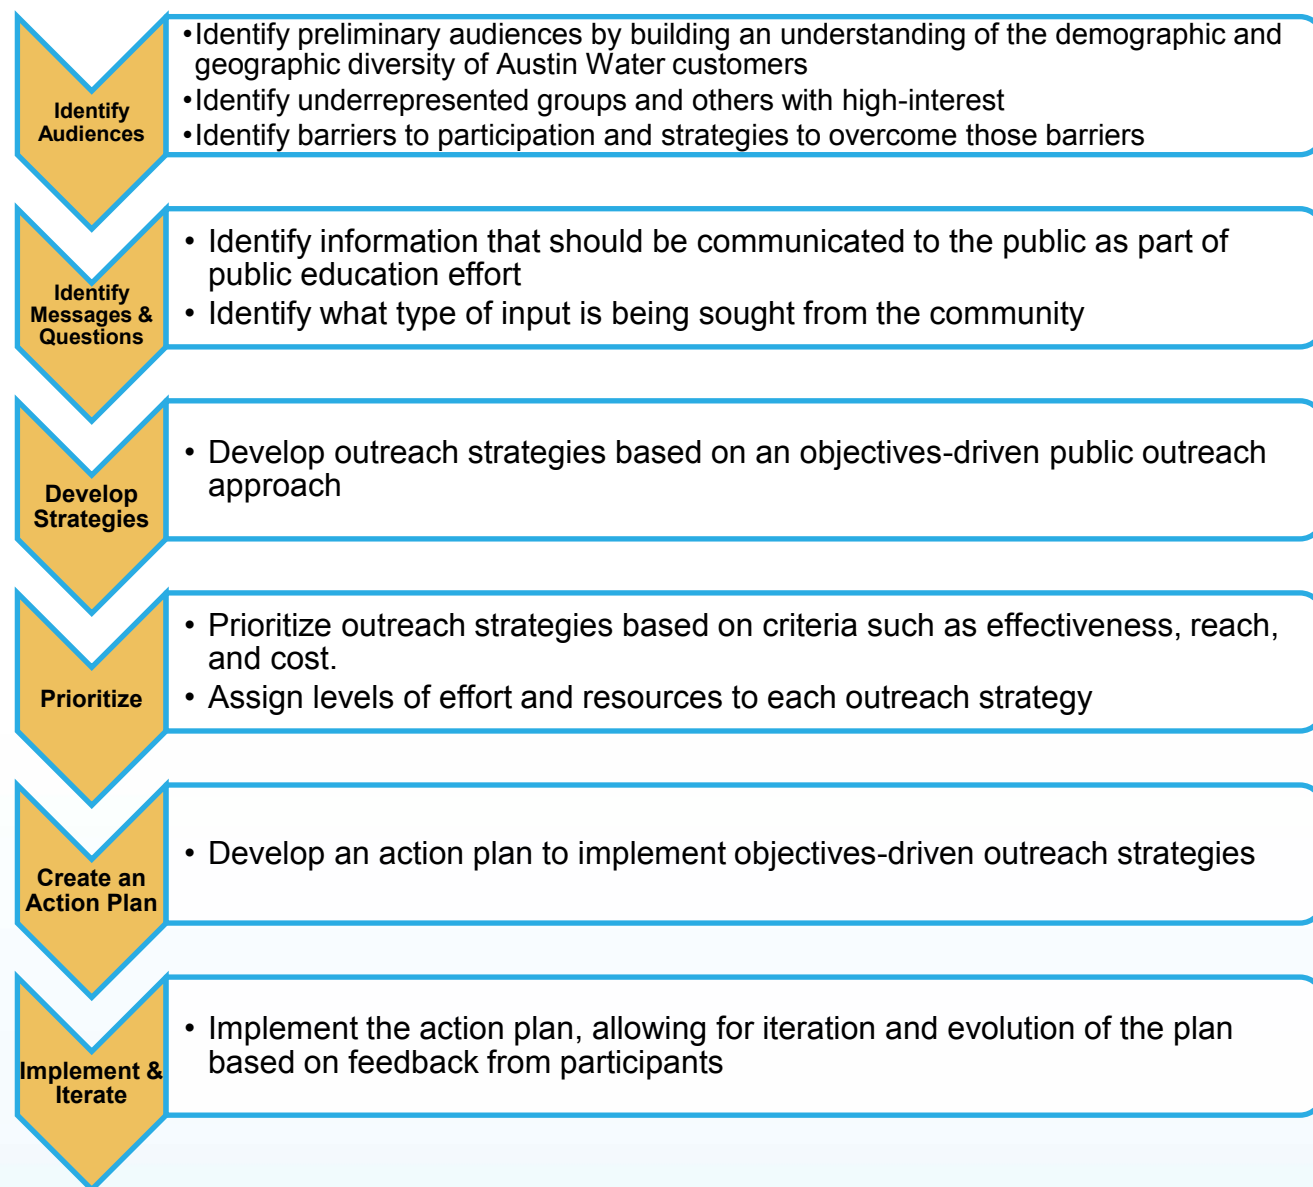 Identify
Audiences
•Identify preliminary audiences by building an understanding of the demographic and
geographic diversity of Austin Water customers
•Identify underrepresented groups and others with high-interest
•Identify barriers to participation and strategies to overcome those barriers
Identify
Messages &
Questions
• Identify information that should be communicated to the public as part of
public education effort
• Identify what type of input is being sought from the community
Develop
Strategies
• Develop outreach strategies based on an objectives-driven public outreach
approach
Prioritize
• Prioritize outreach strategies based on criteria such as effectiveness, reach,
and cost.
• Assign levels of effort and resources to each outreach strategy
Create an
Action Plan
• Develop an action plan to implement objectives-driven outreach strategies
Implement &
Iterate
• Implement the action plan, allowing for iteration and evolution of the plan
based on feedback from participants